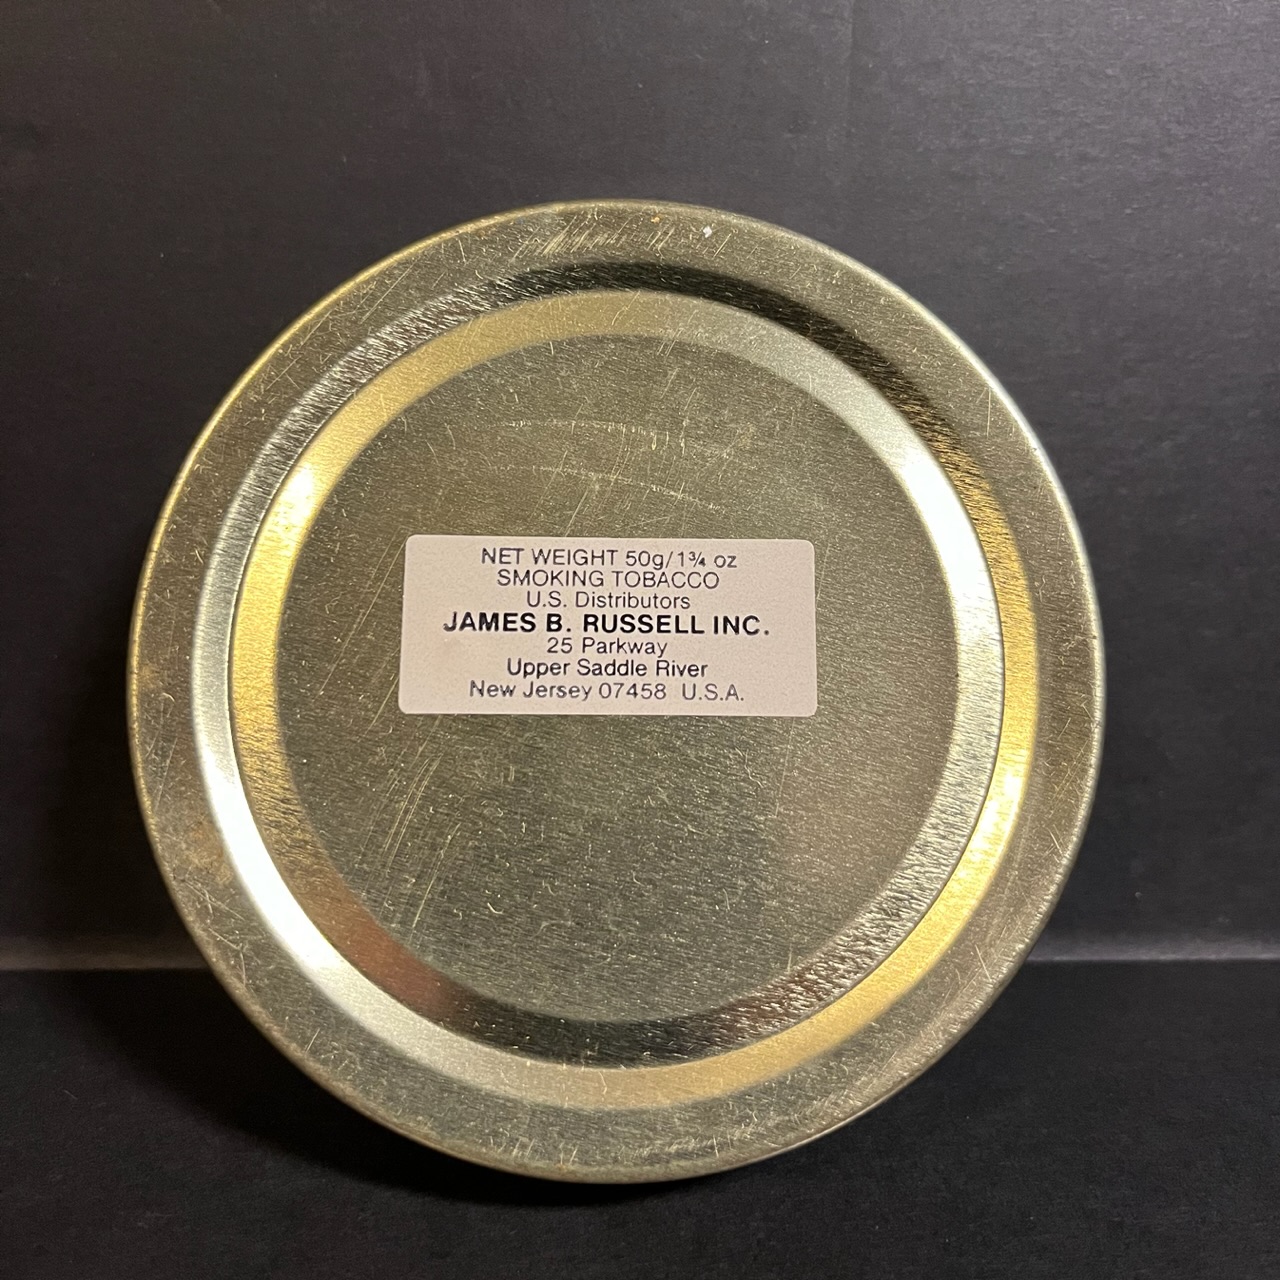 NET WEIGHT 50g/1¾ oz
SMOKING TOBACCO
U.S. Distributors
JAMES B. RUSSELL INC.
25 Parkway
Upper Saddle River
New Jersey 07458 U.S.A.